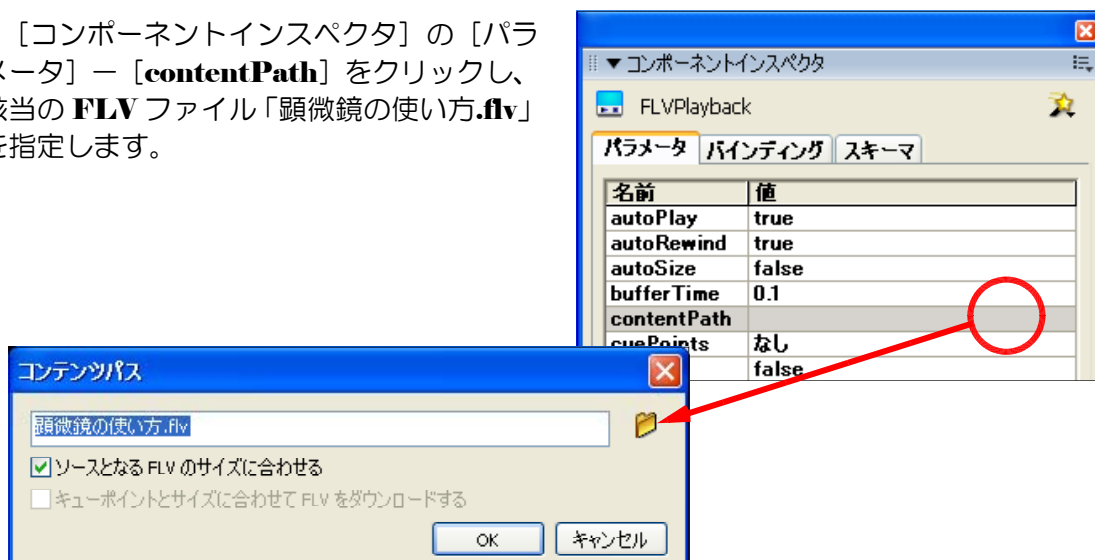 ［コンポーネントインスペクタ］の［パラ
メータ］－［contentPath］をクリックし、
該当の FLV ファイル「顕微鏡の使い方.flv」
を指定します。
コンポーネントインスペクタ
FLVPlayback
パラメータ バインディング スキーマ
名前 値
autoPlay true
autoRewind true
autoSize false
bufferTime 0.1
contentPath
cuePoints なし
false
コンテンツパス
顕微鏡の使い方.flv
ソースとなる FLV のサイズに合わせる
キューポイントとサイズに合わせて FLV をダウンロードする
OK キャンセル